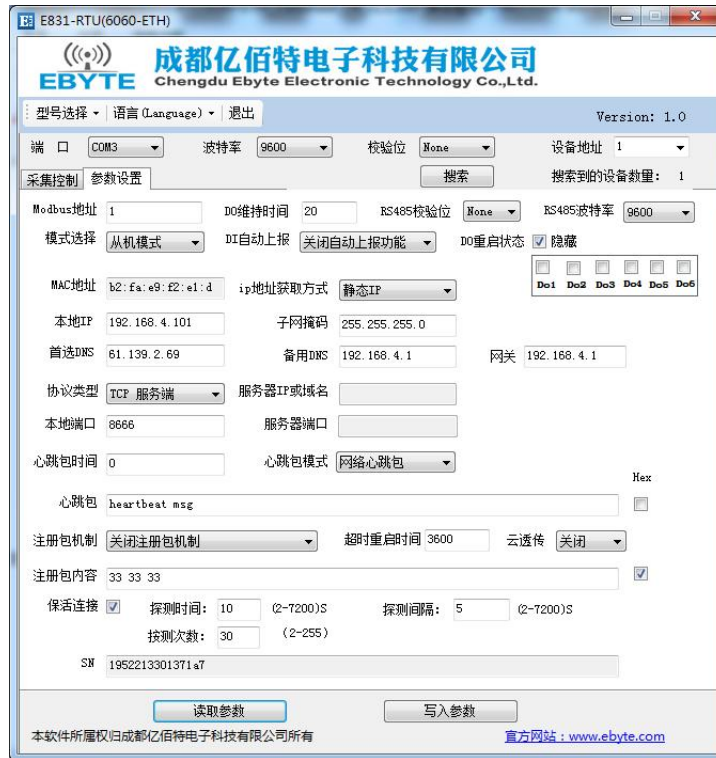 E831-RTU(6060-ETH)
EBYTE 成都亿佰特电子科技有限公司
Chengdu Ebyte Electronic Technology Co.,Ltd.
型号选择 语言(Language) 退出 Version: 1.0
端 口 COM3 波特率 9600 校验位 None 设备地址 1
采集控制 参数设置 搜索 搜索到的设备数量: 1
Modbus地址 1 DO维持时间 20 RS485校验位 None RS485波特率 9600
模式选择 从机模式 DI自动上报 关闭自动上报功能 DO重启状态 隐藏
Do1 Do2 Do3 Do4 Do5 Do6
MAC地址 b2:fa:e9:f2:e1:d ip地址获取方式 静态IP
本地IP 192.168.4.101 子网掩码 255.255.255.0
首选DNS 61.139.2.69 备用DNS 192.168.4.1 网关 192.168.4.1
协议类型 TCP 服务端 服务器IP或域名
本地端口 8666 服务器端口
心跳包时间 0 心跳包模式 网络心跳包
Hex
心跳包 heartbeat msg
注册包机制 关闭注册包机制 超时重启时间 3600 云透传 关闭
注册包内容 33 33 33
保活连接 探测时间: 10 (2-7200)S 探测间隔: 5 (2-7200)S
按测次数: 30 (2-255)
SN 1952213301371a7
读取参数 写入参数
本软件所属权归成都亿佰特电子科技有限公司所有 官方网站：www.ebyte.com